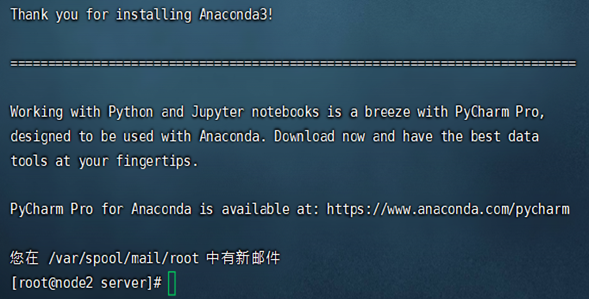 Thank you for installing Anaconda3!
===========================================================================
Working with Python and Jupyter notebooks is a breeze with PyCharm Pro,
designed to be used with Anaconda. Download now and have the best data
tools at your fingertips.
PyCharm Pro for Anaconda is available at: https://www.anaconda.com/pycharm
您在 /var/spool/mail/root 中有新邮件
[root@node2 server]#